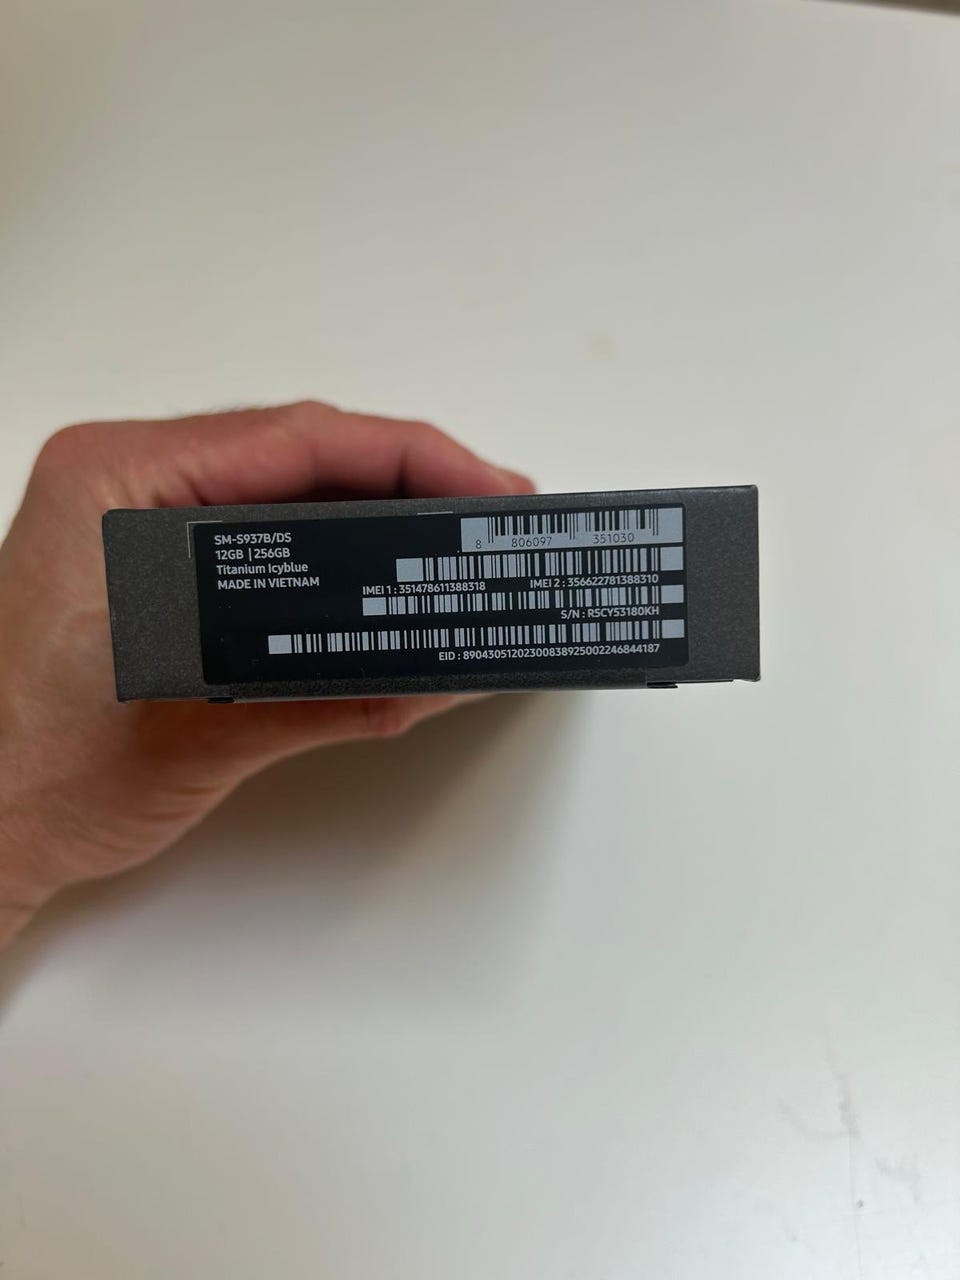 SM-S937B/DS
12GB | 256GB
Titanium Icyblue
MADE IN VIETNAM
8 806097 351030
IMEI 1 : 351478611388318
IMEI 2 : 356622781388310
S/N : R5CY53180KH
EID : 89043051202300838925002246844187